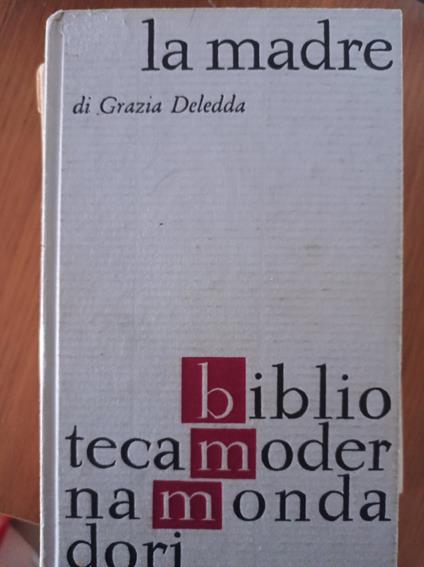 la madre
di Grazia Deledda
biblio
tecamoder
namonda
dori